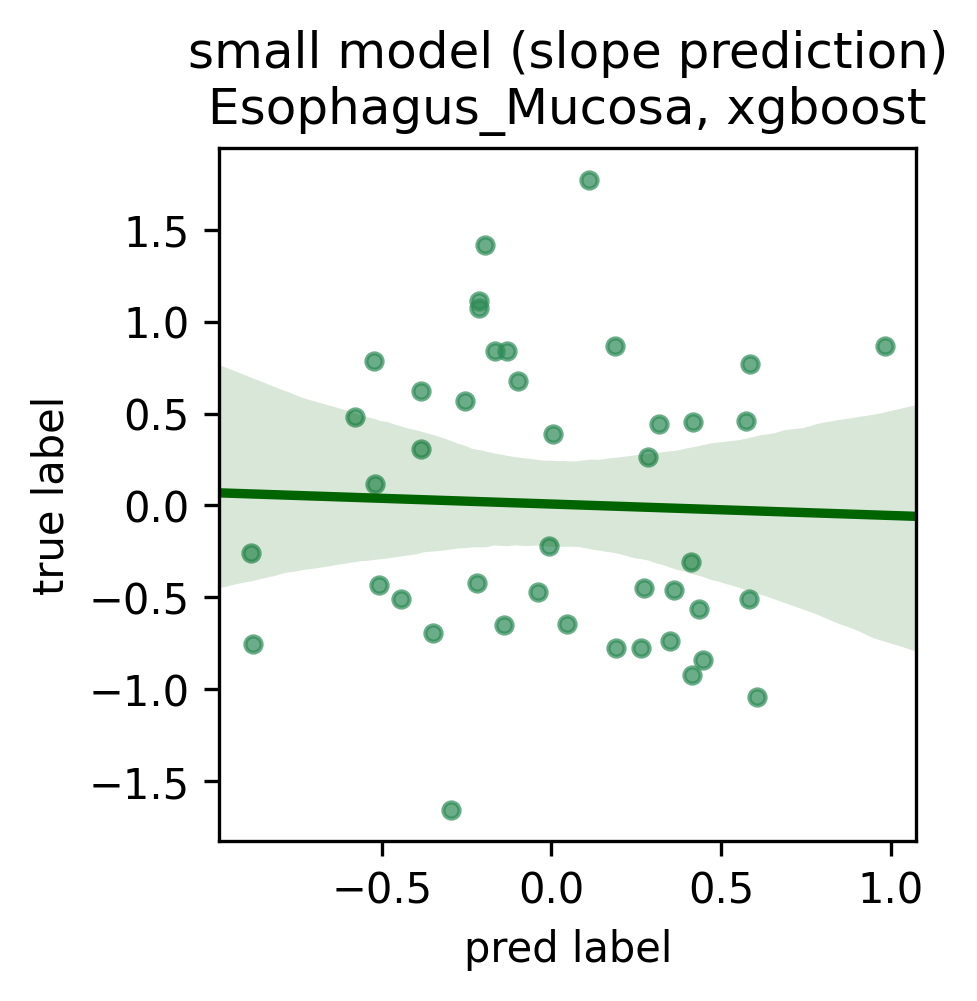 small model (slope prediction)
Esophagus_Mucosa, xgboost
1.5
1.0
0.5
0.0
−0.5
−1.0
−1.5
true label
−0.5 0.0 0.5 1.0
pred label